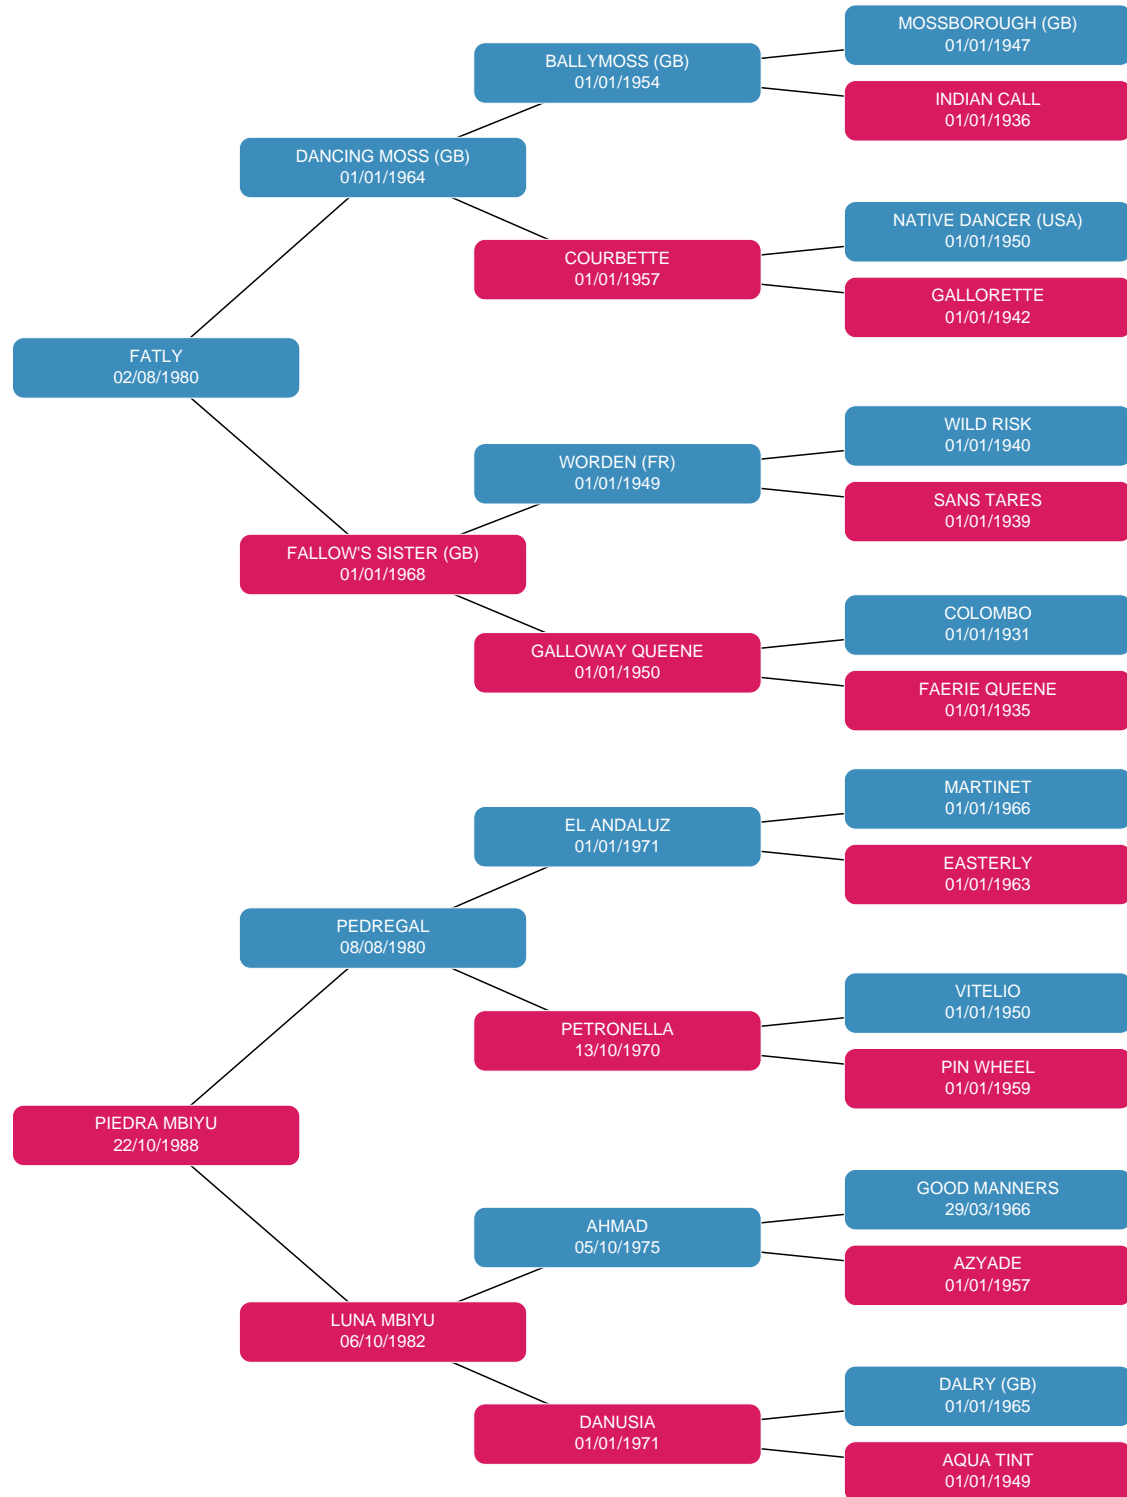 MOSSBOROUGH (GB)
01/01/1947
BALLYMOSS (GB)
01/01/1954
INDIAN CALL
01/01/1936
DANCING MOSS (GB)
01/01/1964
NATIVE DANCER (USA)
01/01/1950
COURBETTE
01/01/1957
GALLORETTE
01/01/1942
FATLY
02/08/1980
WILD RISK
01/01/1940
WORDEN (FR)
01/01/1949
SANS TARES
01/01/1939
FALLOW'S SISTER (GB)
01/01/1968
COLOMBO
01/01/1931
GALLOWAY QUEENE
01/01/1950
FAERIE QUEENE
01/01/1935
MARTINET
01/01/1966
EL ANDALUZ
01/01/1971
EASTERLY
01/01/1963
PEDREGAL
08/08/1980
VITELIO
01/01/1950
PETRONELLA
13/10/1970
PIN WHEEL
01/01/1959
PIEDRA MBIYU
22/10/1988
GOOD MANNERS
29/03/1966
AHMAD
05/10/1975
AZYADE
01/01/1957
LUNA MBIYU
06/10/1982
DALRY (GB)
01/01/1965
DANUSIA
01/01/1971
AQUA TINT
01/01/1949